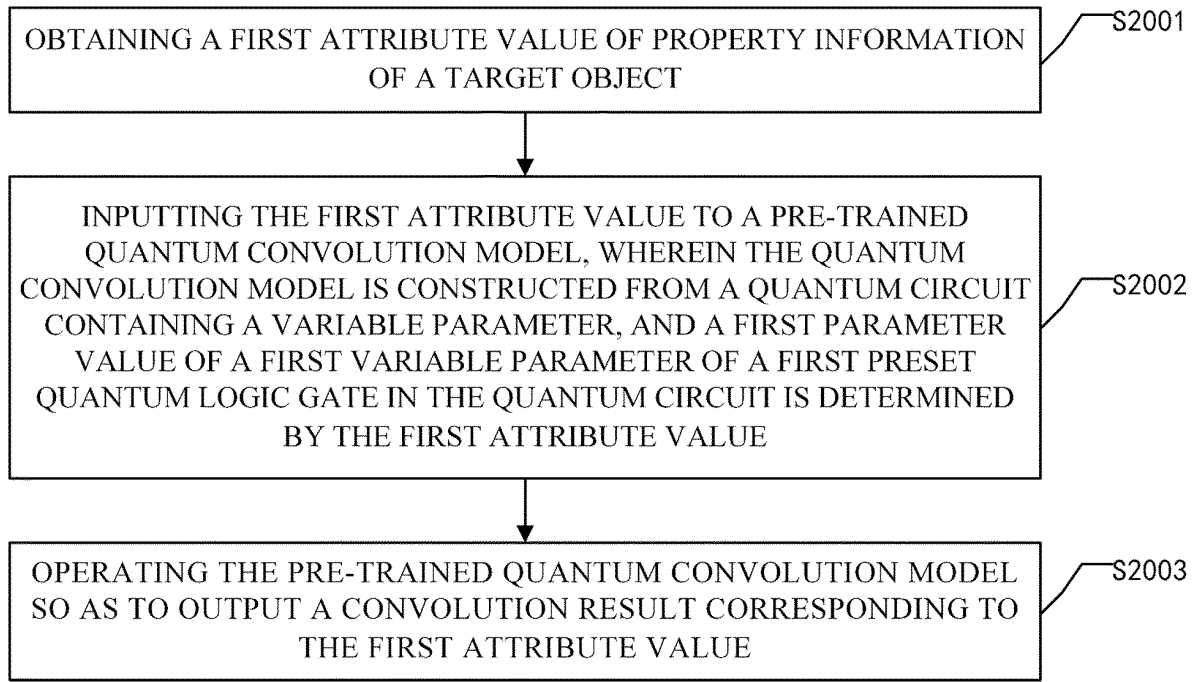 OBTAINING A FIRST ATTRIBUTE VALUE OF PROPERTY INFORMATION
OF A TARGET OBJECT
S2001
INPUTTING THE FIRST ATTRIBUTE VALUE TO A PRE-TRAINED
QUANTUM CONVOLUTION MODEL, WHEREIN THE QUANTUM
CONVOLUTION MODEL IS CONSTRUCTED FROM A QUANTUM CIRCUIT
CONTAINING A VARIABLE PARAMETER, AND A FIRST PARAMETER
VALUE OF A FIRST VARIABLE PARAMETER OF A FIRST PRESET
QUANTUM LOGIC GATE IN THE QUANTUM CIRCUIT IS DETERMINED
BY THE FIRST ATTRIBUTE VALUE
S2002
OPERATING THE PRE-TRAINED QUANTUM CONVOLUTION MODEL
SO AS TO OUTPUT A CONVOLUTION RESULT CORRESPONDING TO
THE FIRST ATTRIBUTE VALUE
S2003